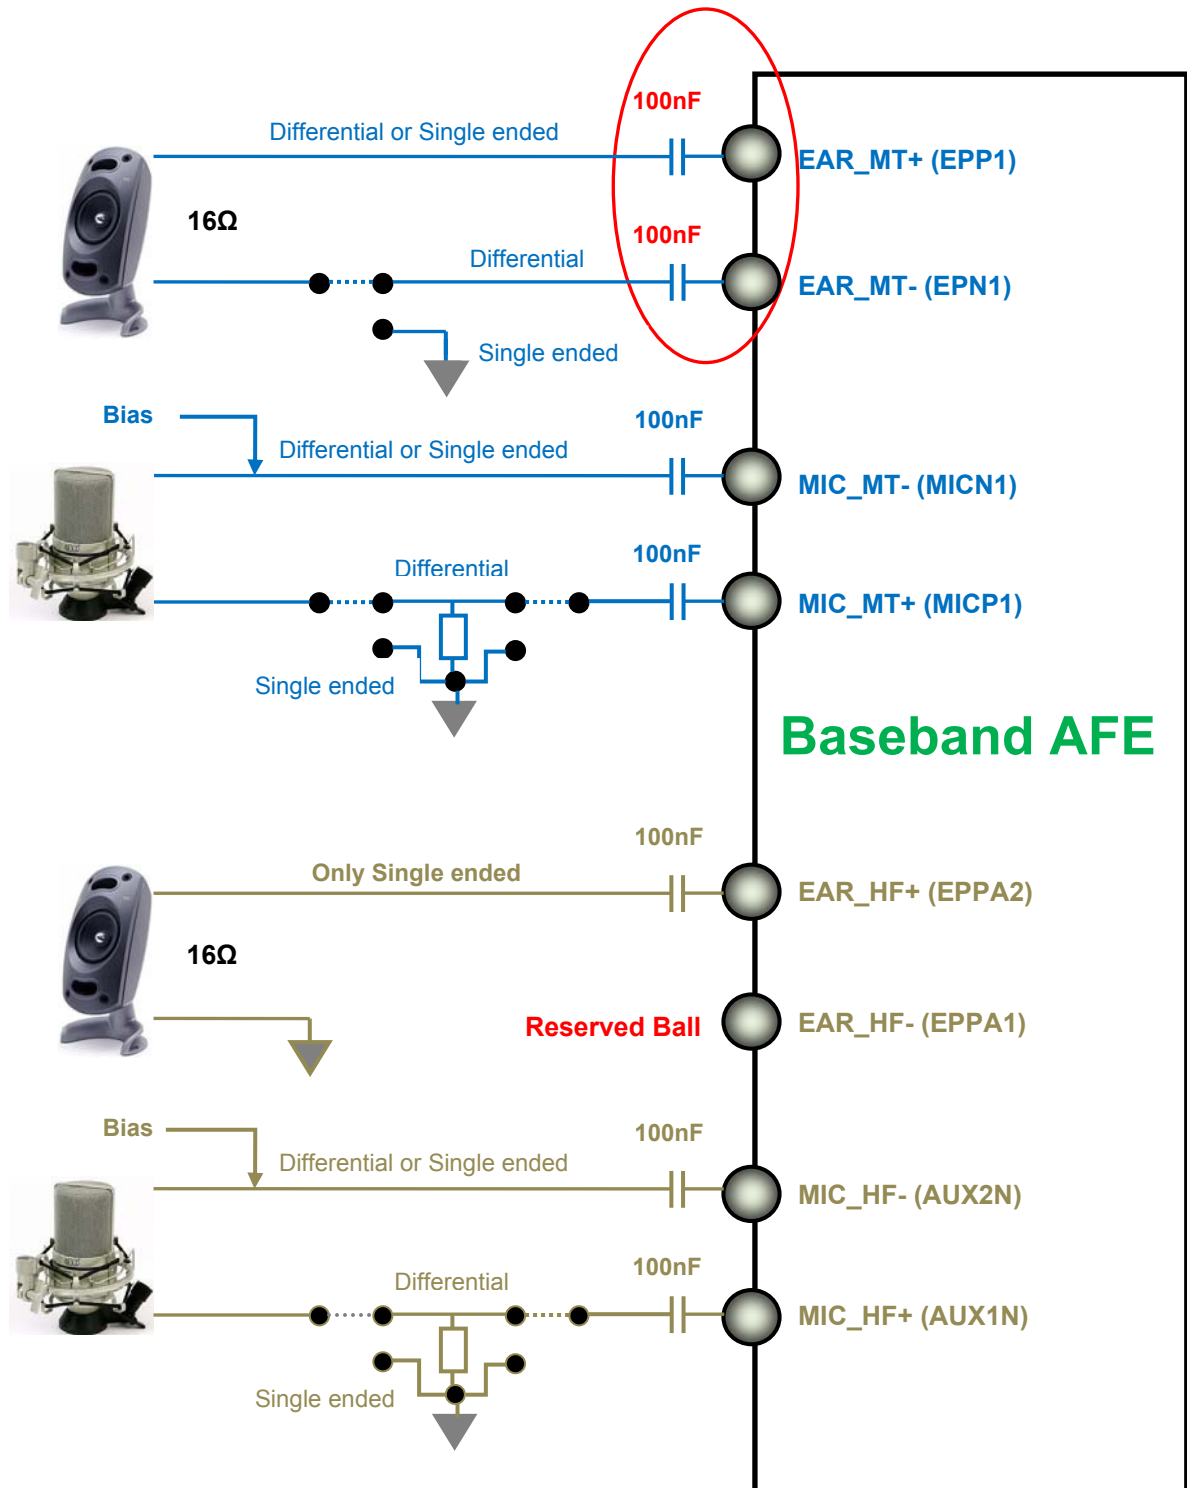 100nF
Differential or Single ended
EAR_MT+ (EPP1)
16Ω
100nF
Differential
EAR_MT- (EPN1)
Single ended
Bias
100nF
Differential or Single ended
MIC_MT- (MICN1)
100nF
Differential
MIC_MT+ (MICP1)
Single ended
Baseband AFE
100nF
Only Single ended
EAR_HF+ (EPPA2)
16Ω
Reserved Ball
EAR_HF- (EPPA1)
Bias
100nF
Differential or Single ended
MIC_HF- (AUX2N)
100nF
Differential
MIC_HF+ (AUX1N)
Single ended